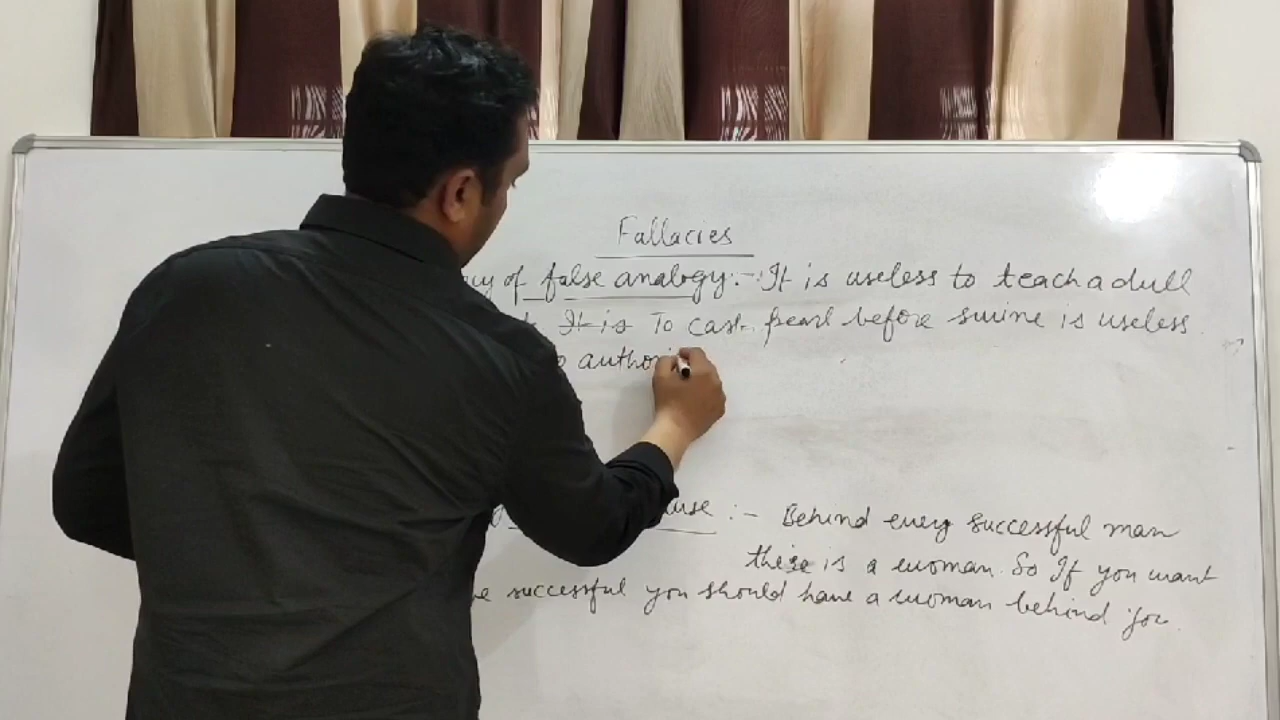 Fallacies
of false analogy :- It is useless to teach a dull
It is To cast pearl before swine is useless
:- Behind every successful man
there is a woman. So If you want
successful you should have a woman behind you.